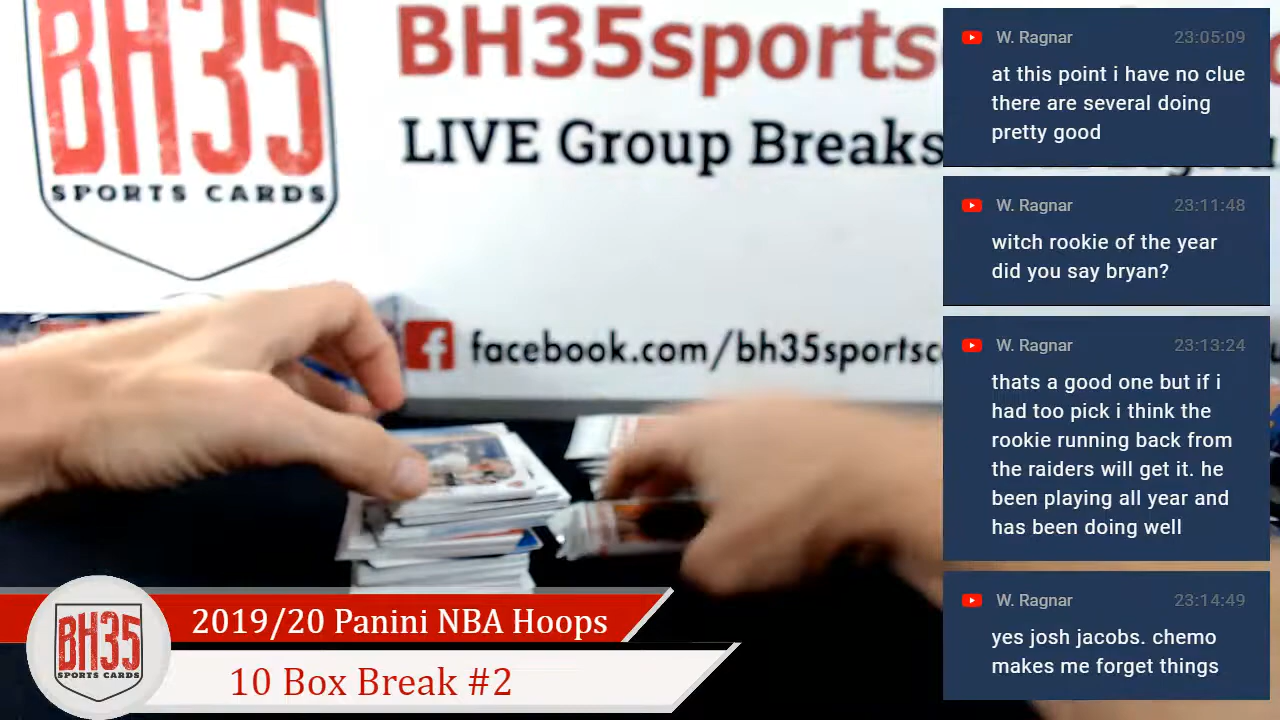 BH35
SPORTS CARDS
BH35sports
LIVE Group Breaks
facebook.com/bh35sportsc
W. Ragnar 23:05:09
at this point i have no clue
there are several doing
pretty good
W. Ragnar 23:11:48
witch rookie of the year
did you say bryan?
W. Ragnar 23:13:24
thats a good one but if i
had too pick i think the
rookie running back from
the raiders will get it. he
been playing all year and
has been doing well
W. Ragnar 23:14:49
yes josh jacobs. chemo
makes me forget things
BH35
SPORTS CARDS
2019/20 Panini NBA Hoops
10 Box Break #2